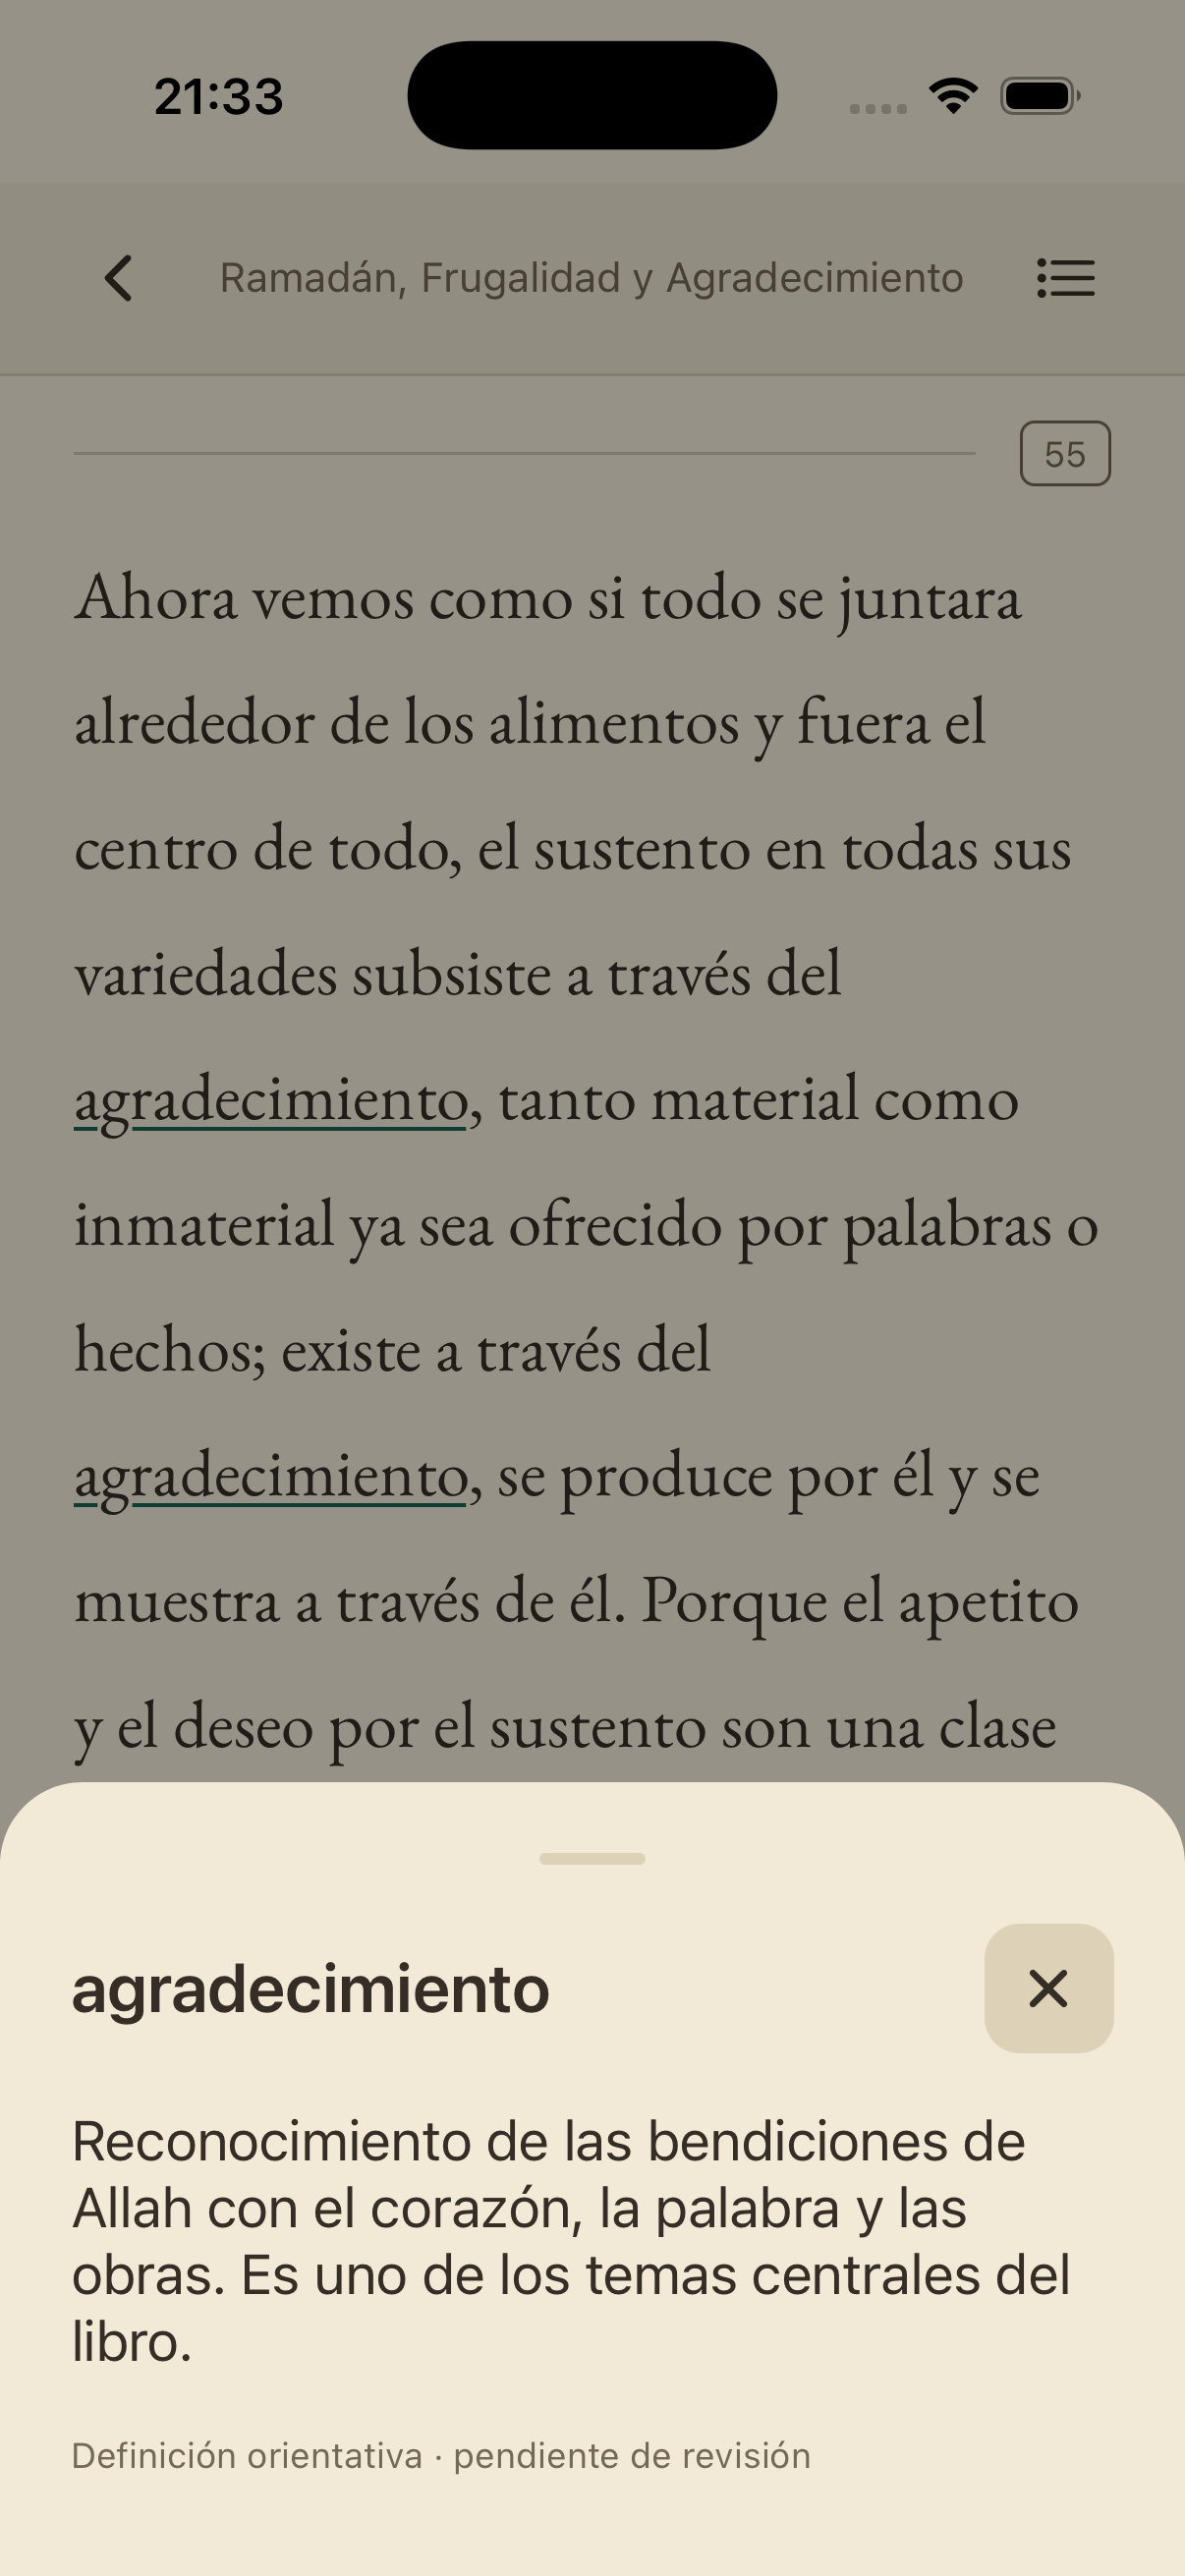 21:33
Ramadán, Frugalidad y Agradecimiento
55
Ahora vemos como si todo se juntara
alrededor de los alimentos y fuera el
centro de todo, el sustento en todas sus
variedades subsiste a través del
agradecimiento, tanto material como
inmaterial ya sea ofrecido por palabras o
hechos; existe a través del
agradecimiento, se produce por él y se
muestra a través de él. Porque el apetito
y el deseo por el sustento son una clase
agradecimiento
Reconocimiento de las bendiciones de
Allah con el corazón, la palabra y las
obras. Es uno de los temas centrales del
libro.
Definición orientativa · pendiente de revisión